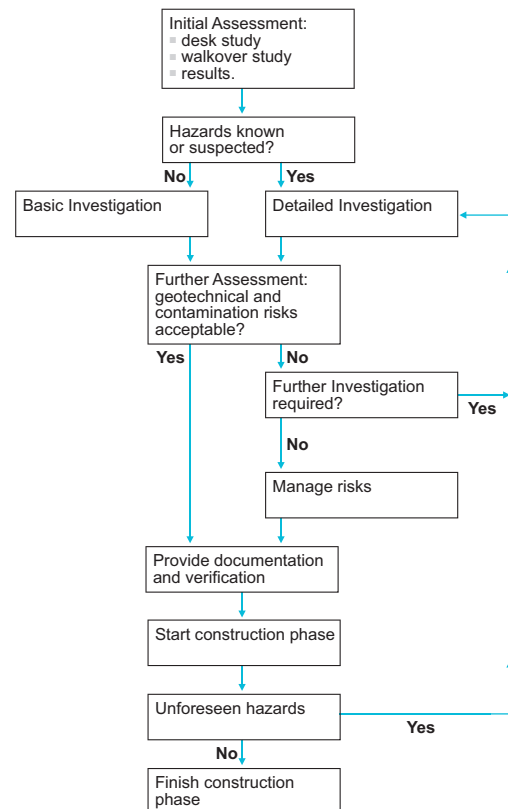 Initial Assessment:
desk study
walkover study
results.
Hazards known
or suspected?
No
Yes
Basic Investigation
Detailed Investigation
Further Assessment:
geotechnical and
contamination risks
acceptable?
Yes
No
Further Investigation
required?
Yes
No
Manage risks
Provide documentation
and verification
Start construction phase
Unforeseen hazards
Yes
No
Finish construction
phase